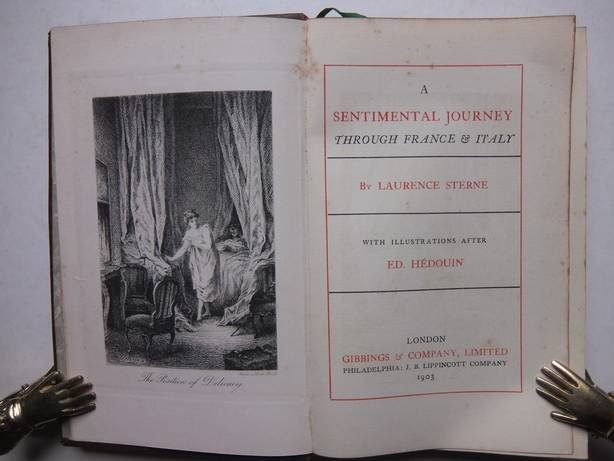 The Position of Delicacy
A
SENTIMENTAL JOURNEY
THROUGH FRANCE & ITALY
BY LAURENCE STERNE
WITH ILLUSTRATIONS AFTER
ED. HÉDOUIN
LONDON
GIBBINGS & COMPANY, LIMITED
PHILADELPHIA: J. B. LIPPINCOTT COMPANY
1903